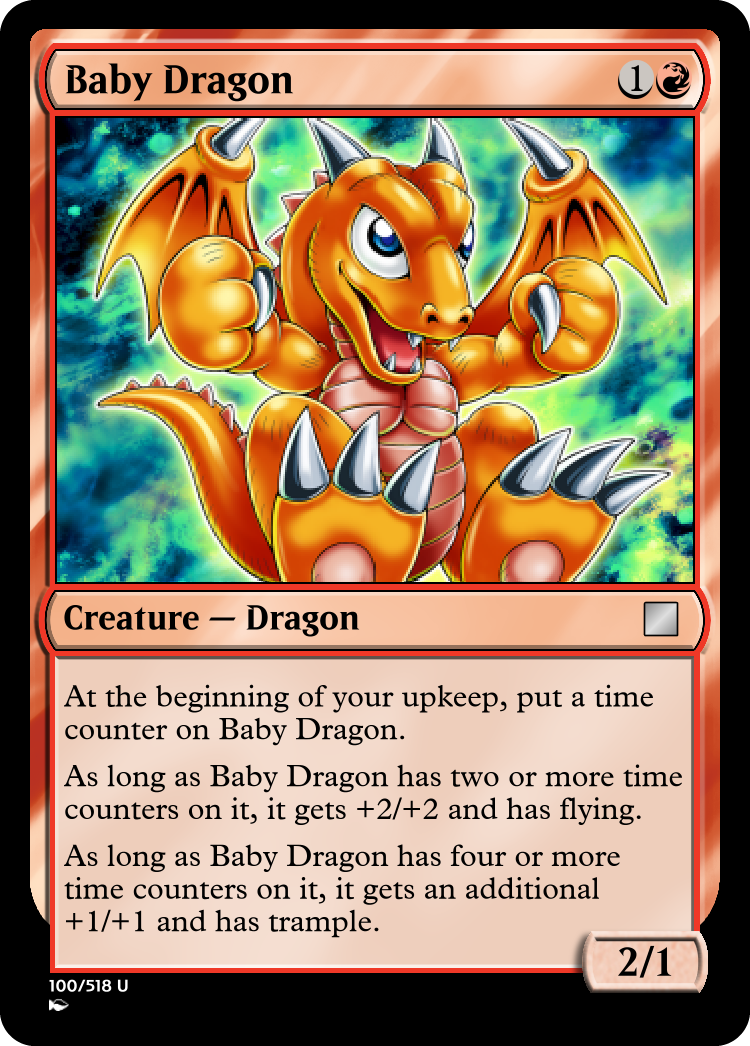 Baby Dragon
1
Creature — Dragon
At the beginning of your upkeep, put a time
counter on Baby Dragon.
As long as Baby Dragon has two or more time
counters on it, it gets +2/+2 and has flying.
As long as Baby Dragon has four or more
time counters on it, it gets an additional
+1/+1 and has trample.
2/1
100/518 U